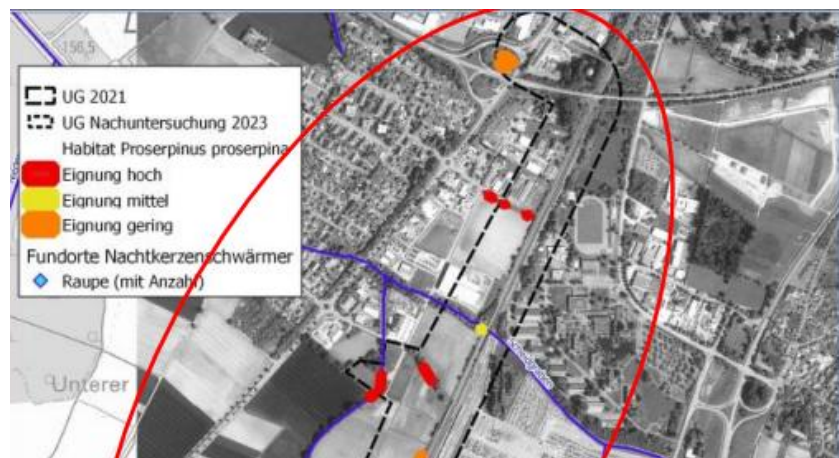 156,5
UG 2021
UG Nachuntersuchung 2023
Habitat Proserpinus proserpina
Eignung hoch
Eignung mittel
Eignung gering
Fundorte Nachtkerzenschwärmer
Raupe (mit Anzahl)
Unterer